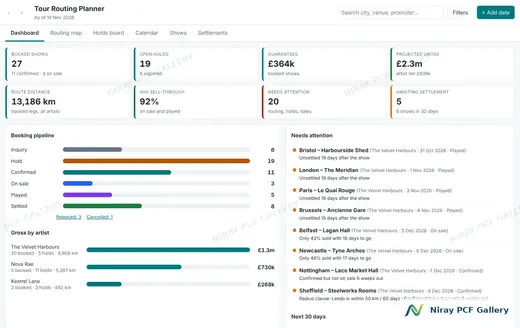 Tour Routing Planner
As of 19 Nov 2026
Search city, venue, promoter...
Filters
+ Add date
Dashboard
Routing map
Holds board
Calendar
Shows
Settlements
BOOKED SHOWS
27
11 confirmed · 3 on sale
OPEN HOLDS
19
GUARANTEES
£364k
booked shows
PROJECTED GROSS
£2.3m
artist net £939k
ROUTE DISTANCE
13,186 km
booked legs, all artists
AVG SELL-THROUGH
92%
on sale and played
NEEDS ATTENTION
20
routing, holds, sales
AWAITING SETTLEMENT
5
6 shows in 30 days
Booking pipeline
Inquiry 6
Hold 19
Confirmed 11
On sale 3
Played 5
Settled 8
Released: 3 Cancelled: 1
Gross by artist
The Velvet Harbours
20 booked · 5 holds · 6,806 km
£1.3m
Nova Rae
5 booked · 11 holds · 5,387 km
£730k
Kestrel Lane
2 booked · 3 holds · 892 km
£268k
Needs attention
Bristol – Harbourside Shed (The Velvet Harbours · 31 Oct 2026 · Played)
Unsettled 19 days after the show
London – The Meridian (The Velvet Harbours · 1 Nov 2026 · Played)
Unsettled 18 days after the show
Paris – Le Quai Rouge (The Velvet Harbours · 3 Nov 2026 · Played)
Unsettled 16 days after the show
Brussels – Ancienne Gare (The Velvet Harbours · 4 Nov 2026 · Played)
Unsettled 15 days after the show
Belfast – Lagan Hall (The Velvet Harbours · 5 Dec 2026 · On sale)
Only 43% sold with 16 days to go
Newcastle – Tyne Arches (The Velvet Harbours · 6 Dec 2026 · On sale)
Only 49% sold with 17 days to go
Nottingham – Lace Market Hall (The Velvet Harbours · 7 Dec 2026 · Confirmed)
Confirmed but not on sale 6 weeks out
Sheffield – Steelworks Rooms (The Velvet Harbours · 8 Dec 2026 · Confirmed)
Radius clause: Leeds is within 50 km / 60 days
Next 30 days
Niray PCF Gallery